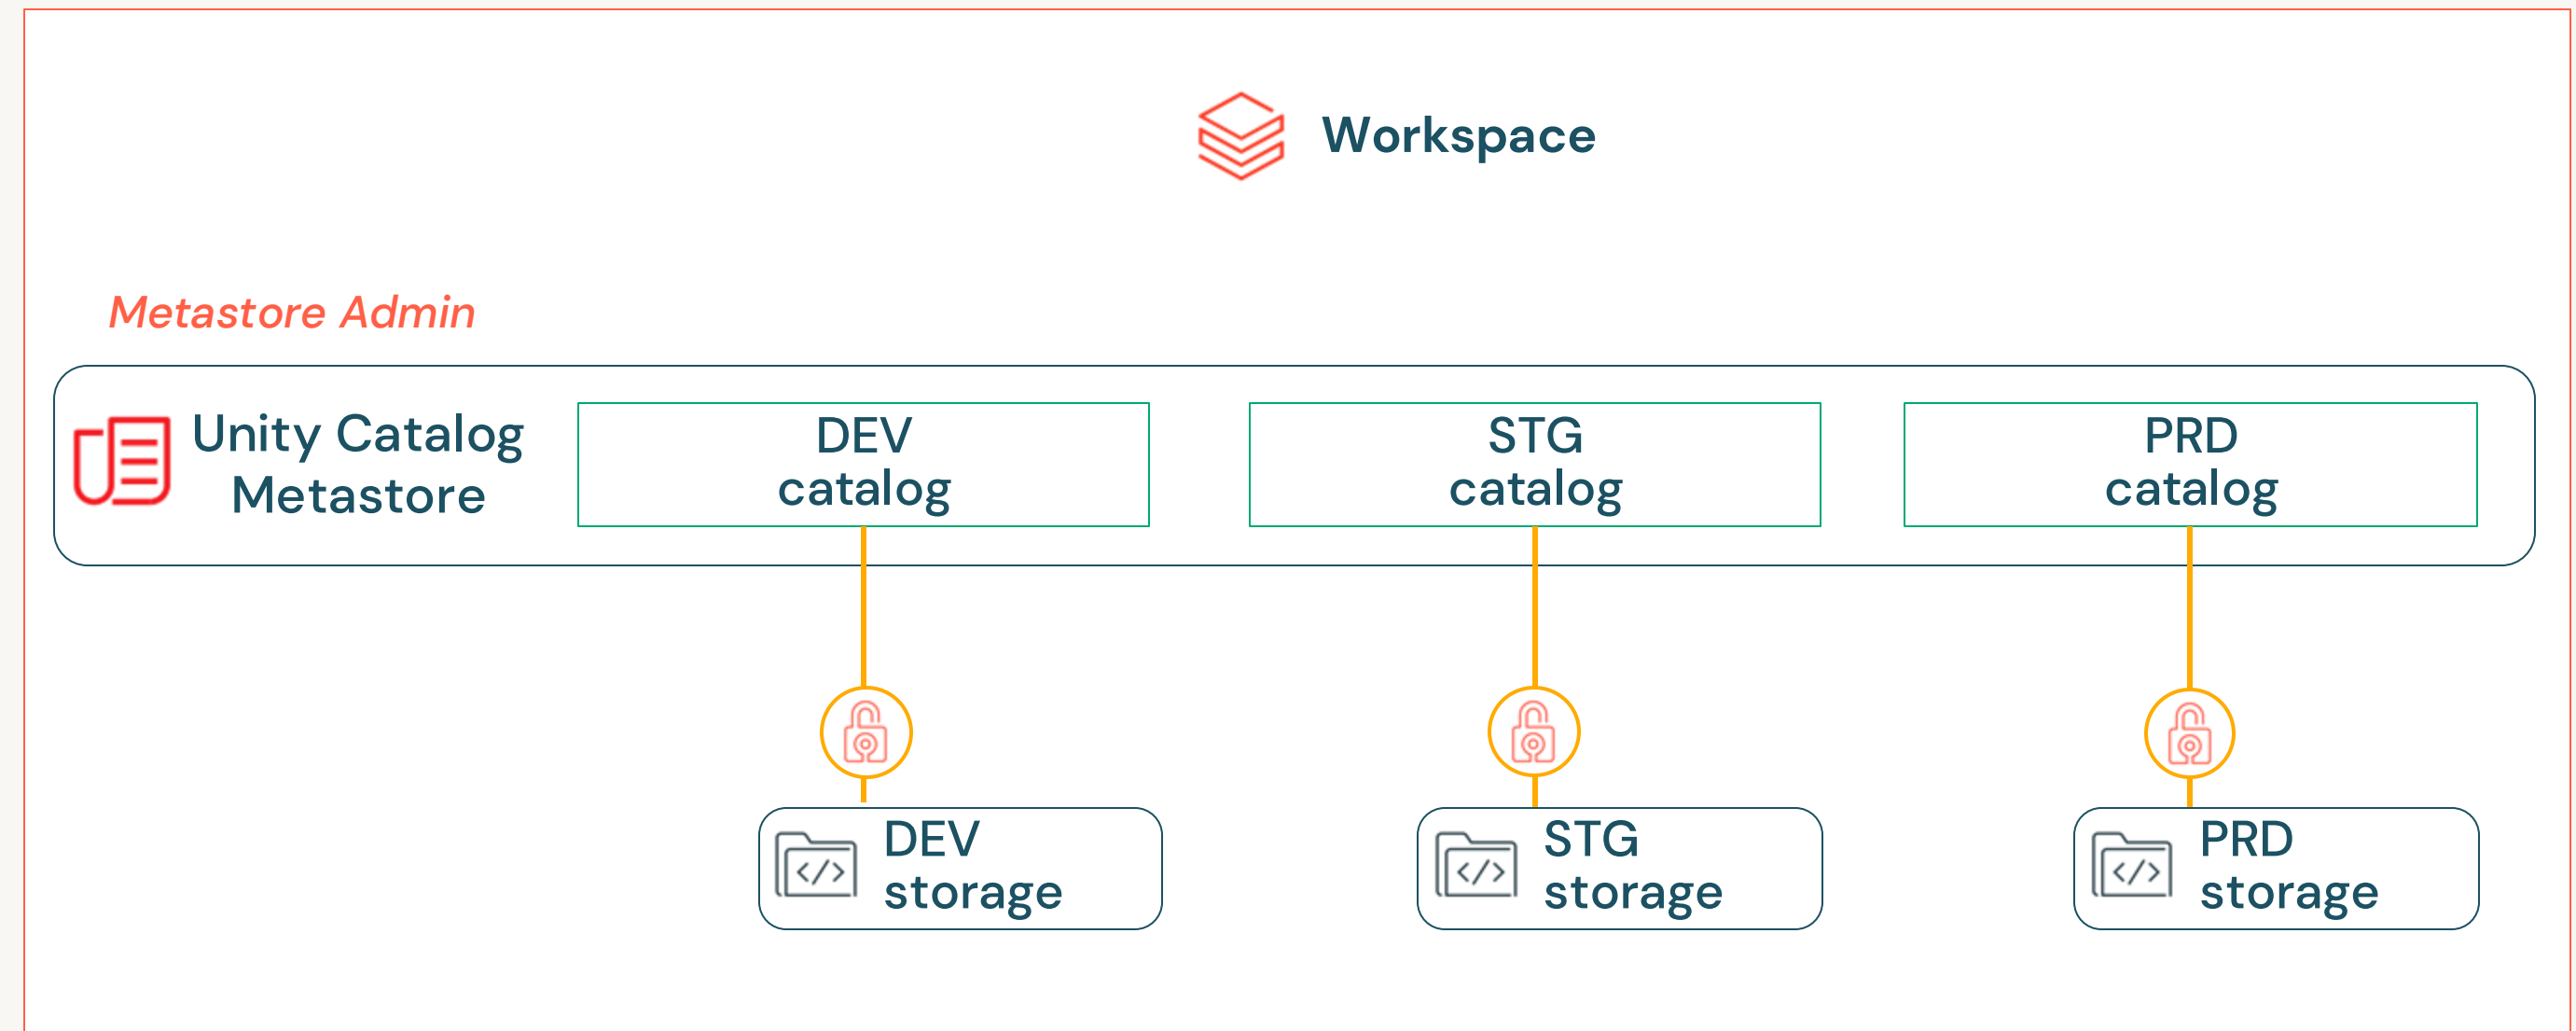 Workspace
Metastore Admin
Unity Catalog
Metastore
DEV
catalog
STG
catalog
PRD
catalog
DEV
storage
STG
storage
PRD
storage